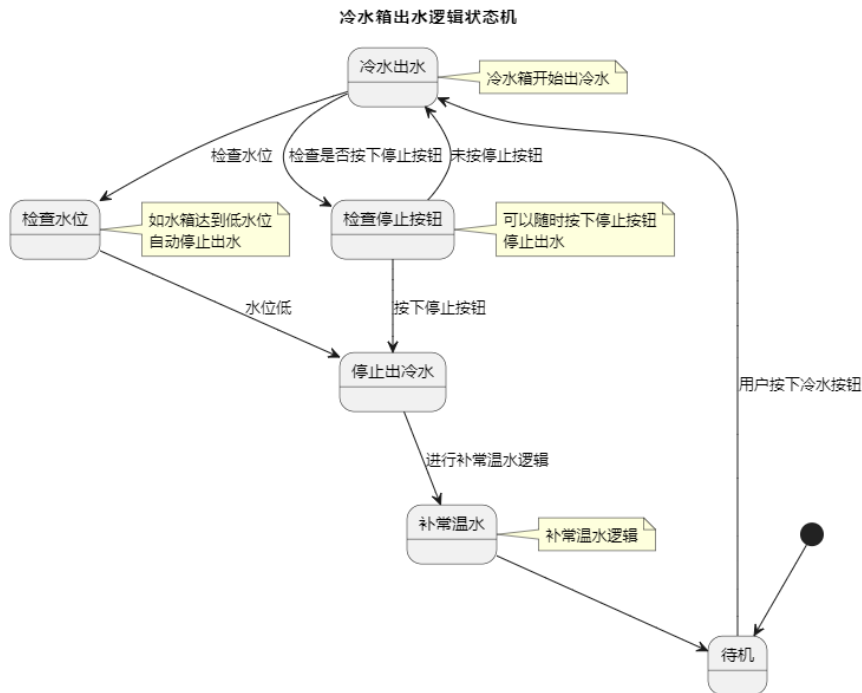 冷水箱出水逻辑状态机
冷水出水
冷水箱开始出冷水
检查水位
检查是否按下停止按钮
未按停止按钮
检查水位
如水箱达到低水位
自动停止出水
检查停止按钮
可以随时按下停止按钮
停止出水
水位低
按下停止按钮
停止出冷水
用户按下冷水按钮
进行补常温水逻辑
补常温水
补常温水逻辑
待机